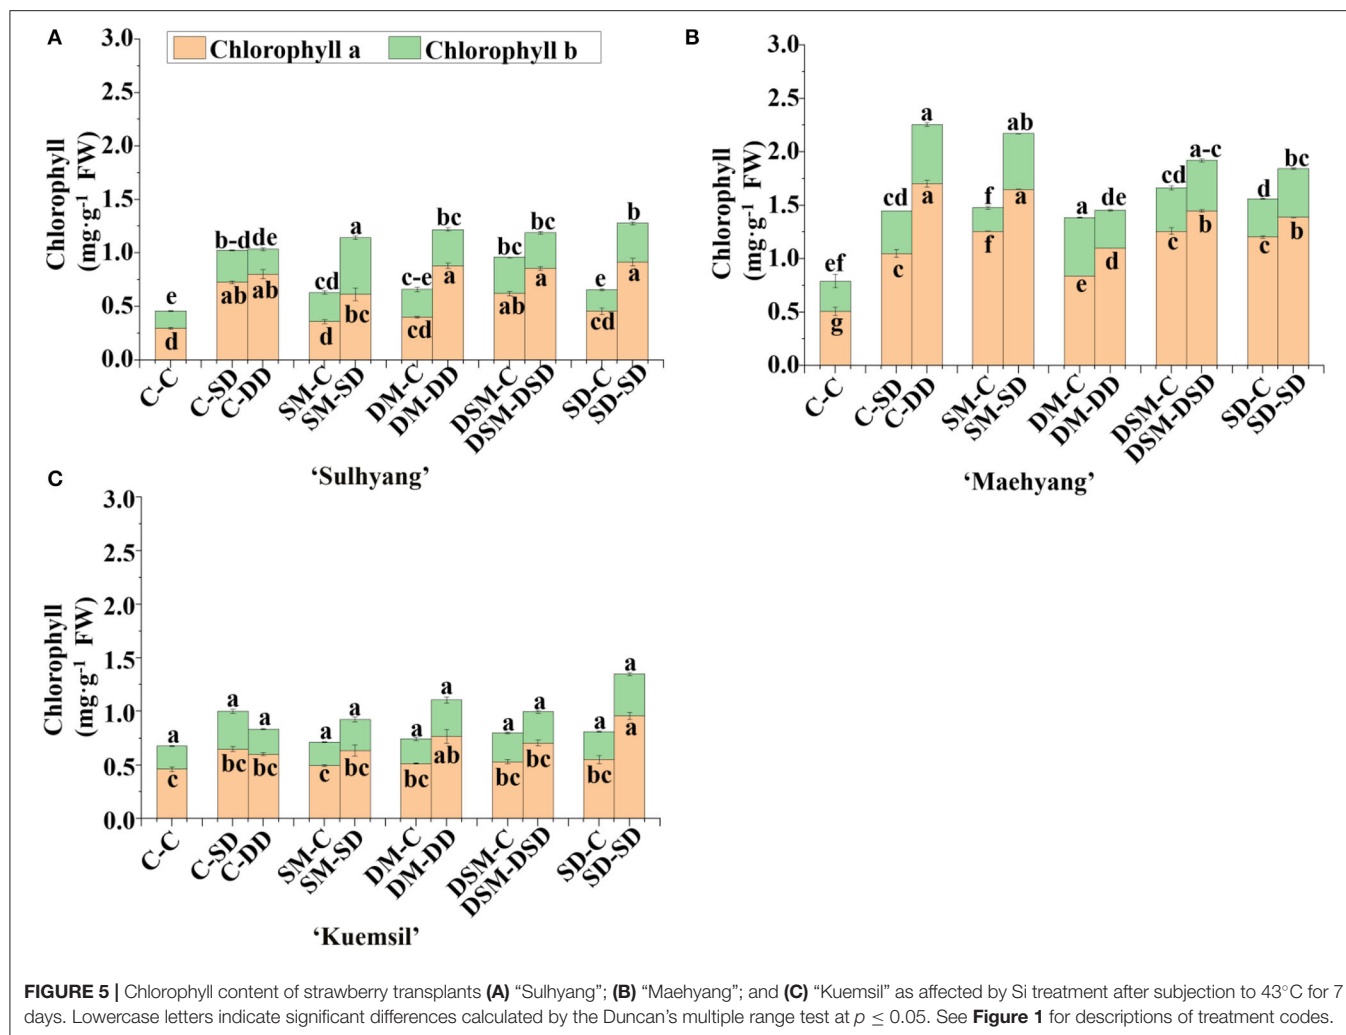 A
Chlorophyll a
Chlorophyll b
Chlorophyll
(mg·g⁻¹ FW)
3.0
2.5
2.0
1.5
1.0
0.5
0.0
e
d
b-d
ab
de
ab
cd
d
a
bc
c-e
cd
bc
a
bc
ab
bc
a
e
cd
b
a
C-C
C-SD
C-DD
SM-C
SM-SD
DM-C
DM-DD
DSM-C
DSM-DSD
SD-C
SD-SD
‘Sulhyang’
B
Chlorophyll
(mg·g⁻¹ FW)
3.0
2.5
2.0
1.5
1.0
0.5
0.0
ef
g
cd
c
a
a
f
f
ab
a
a
e
de
d
cd
c
a-c
b
d
c
bc
b
C-C
C-SD
C-DD
SM-C
SM-SD
DM-C
DM-DD
DSM-C
DSM-DSD
SD-C
SD-SD
‘Maehyang’
C
Chlorophyll
(mg·g⁻¹ FW)
3.0
2.5
2.0
1.5
1.0
0.5
0.0
a
c
a
bc
a
bc
a
c
a
bc
a
bc
a
ab
a
bc
a
bc
a
bc
a
a
C-C
C-SD
C-DD
SM-C
SM-SD
DM-C
DM-DD
DSM-C
DSM-DSD
SD-C
SD-SD
‘Kuemsil’
FIGURE 5 | Chlorophyll content of strawberry transplants (A) “Sulhyang”; (B) “Maehyang”; and (C) “Kuemsil” as affected by Si treatment after subjection to 43°C for 7
days. Lowercase letters indicate significant differences calculated by the Duncan’s multiple range test at p ≤ 0.05. See Figure 1 for descriptions of treatment codes.